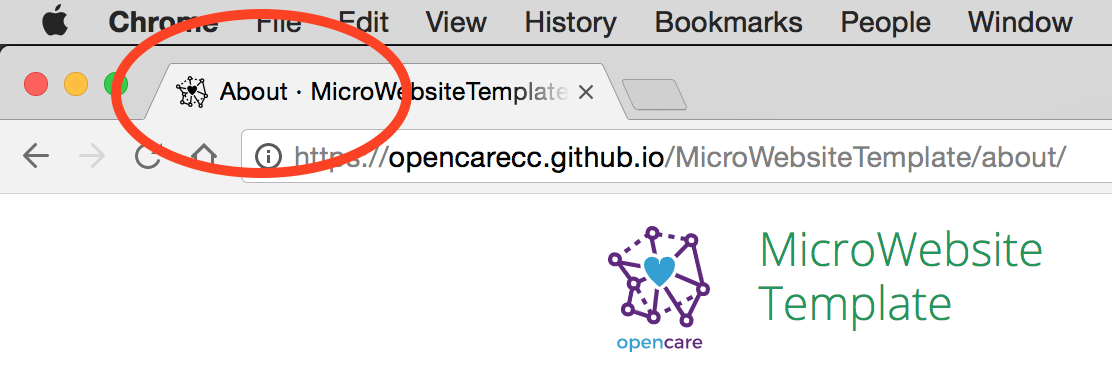 Chrome File Edit View History Bookmarks People Window
About · MicroWebsiteTemplate
https://opencarecc.github.io/MicroWebsiteTemplate/about/
MicroWebsite
Template
opencare